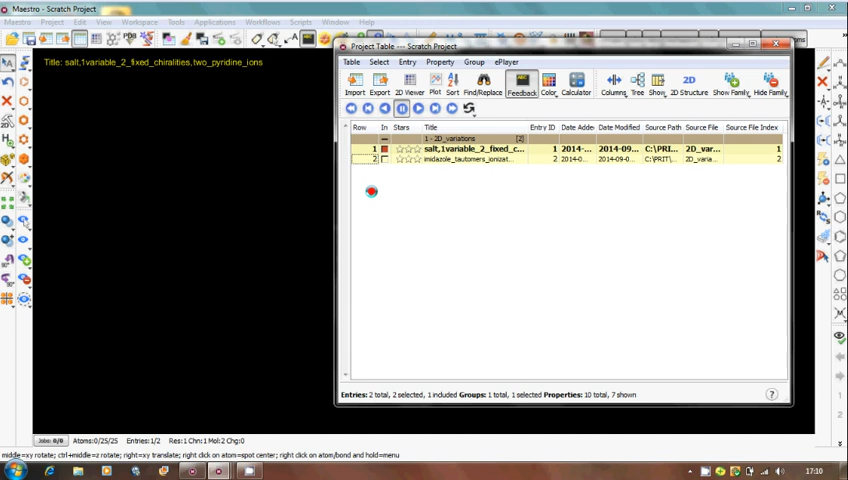 Maestro - Scratch Project
Maestro Project Edit View Workspace Tools Applications Workflows Scripts Window Help
Title: salt,1variable_2_fixed_chiralities,two_pyridine_ions
Project Table --- Scratch Project
Table Select Entry Property Group ePlayer
Import Export 2D Viewer Plot Sort Find/Replace Feedback Color Calculator Columns Tree Show 2D Structure Show Family Hide Family
Row In Stars Title Entry ID Date Adde Date Modified Source Path Source File Source File Index
1 - 2D_variations [2]
1 salt,1variable_2_fixed_c... 1 2014-... 2014-09... C:\PRI... 2D_var... 1
2 imidazole_tautomers_ionizat... 2 2014-... 2014-09-0... C:\PRIT\... 2D_varia... 2
Entries: 2 total, 2 selected, 1 included Groups: 1 total, 1 selected Properties: 10 total, 7 shown
Jobs: 0/0 Atoms:0/25/25 Entries:1/2 Res:1 Chn:1 Mol:2 Chg:0
middle=xy rotate; ctrl+middle=z rotate; right=xy translate; right click on atom=spot center; right click on atom/bond and hold=menu
17:10